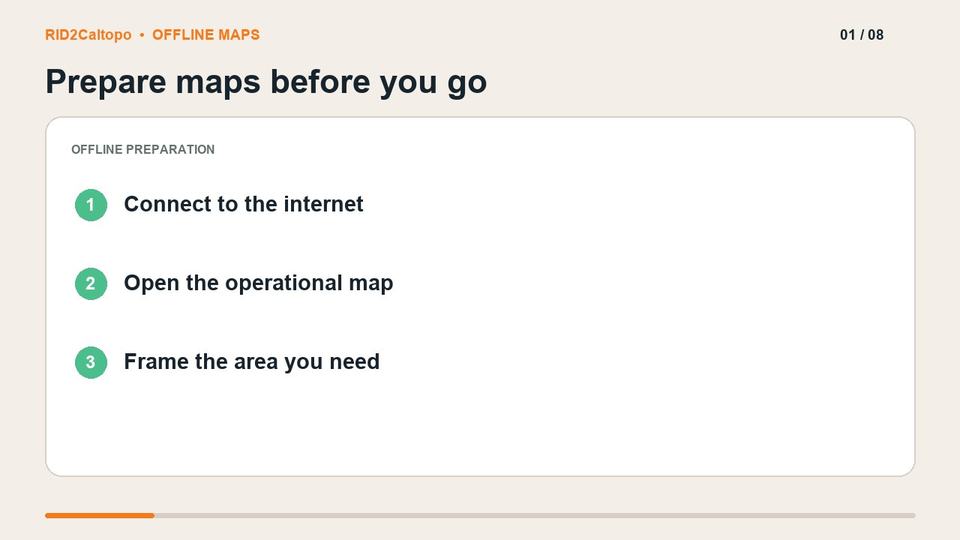 RID2Caltopo • OFFLINE MAPS
01 / 08
Prepare maps before you go
OFFLINE PREPARATION
1 Connect to the internet
2 Open the operational map
3 Frame the area you need